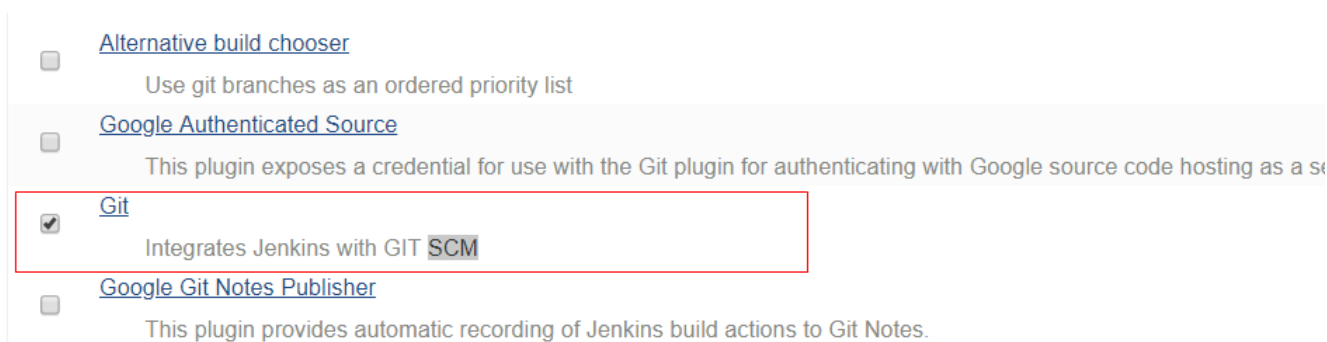 Alternative build chooser
Use git branches as an ordered priority list
Google Authenticated Source
This plugin exposes a credential for use with the Git plugin for authenticating with Google source code hosting as a
Git
Integrates Jenkins with GIT SCM
Google Git Notes Publisher
This plugin provides automatic recording of Jenkins build actions to Git Notes.